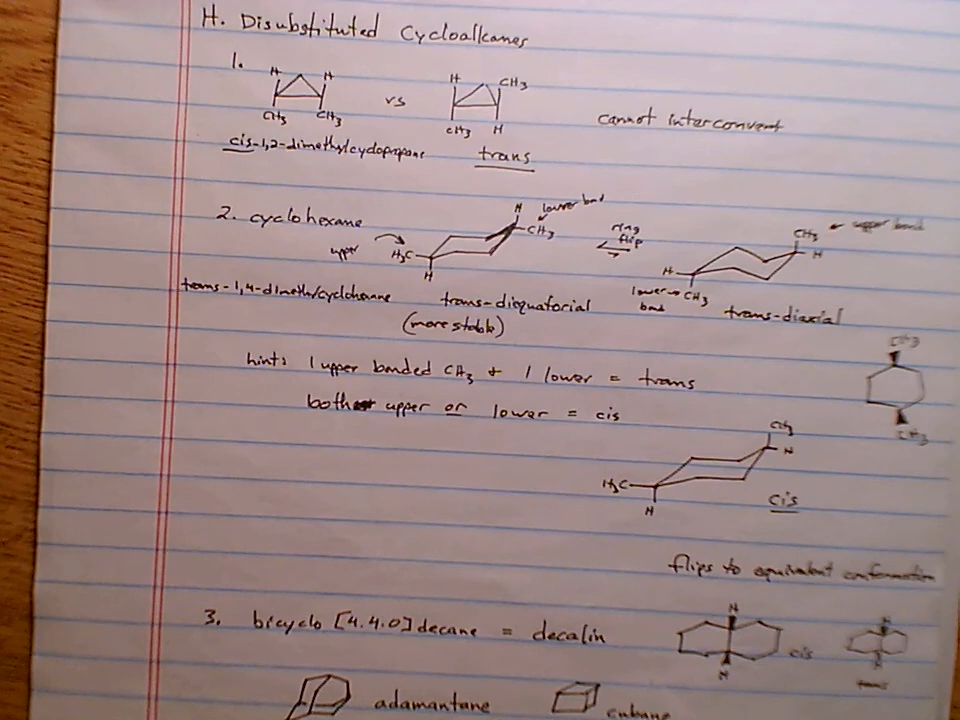 H. Disubstituted Cycloalkanes
1.
H H H CH3
vs
cannot interconvert
CH3 CH3 CH3 H
cis-1,2-dimethylcyclopropane trans
2. cyclohexane
H lower bond
CH3
upper
H3C
H
ring flip
CH3 upper bond
H
H
lower bond CH3
trans-1,4-dimethylcyclohexane trans-diequatorial trans-diaxial
(more stable)
CH3
hint: 1 upper bonded CH3 + 1 lower = trans
both upper or lower = cis
CH3
CH3
H3C H
H
cis
flips to equivalent conformation
3. bicyclo [4.4.0] decane = decalin
H
H
cis
H
H
trans
adamantane cubane